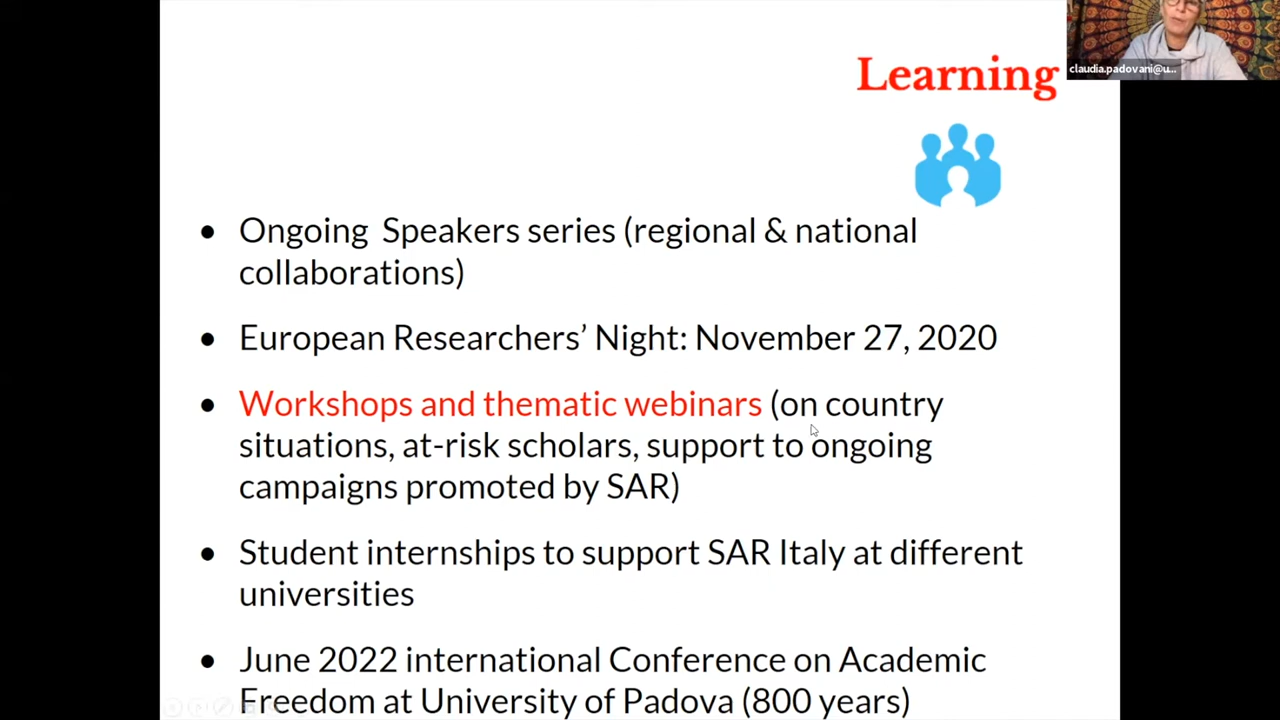 claudia.padovani@u...
Learning
• Ongoing Speakers series (regional & national
collaborations)
• European Researchers’ Night: November 27, 2020
• Workshops and thematic webinars (on country
situations, at-risk scholars, support to ongoing
campaigns promoted by SAR)
• Student internships to support SAR Italy at different
universities
• June 2022 international Conference on Academic
Freedom at University of Padova (800 years)